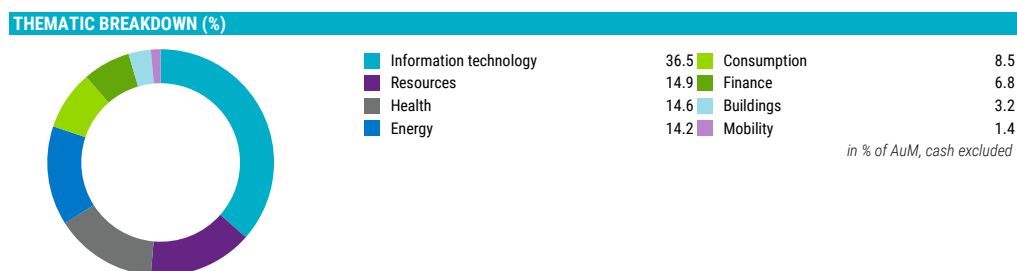 THEMATIC BREAKDOWN (%)
Information technology 36.5 Consumption 8.5
Resources 14.9 Finance 6.8
Health 14.6 Buildings 3.2
Energy 14.2 Mobility 1.4
in % of AuM, cash excluded